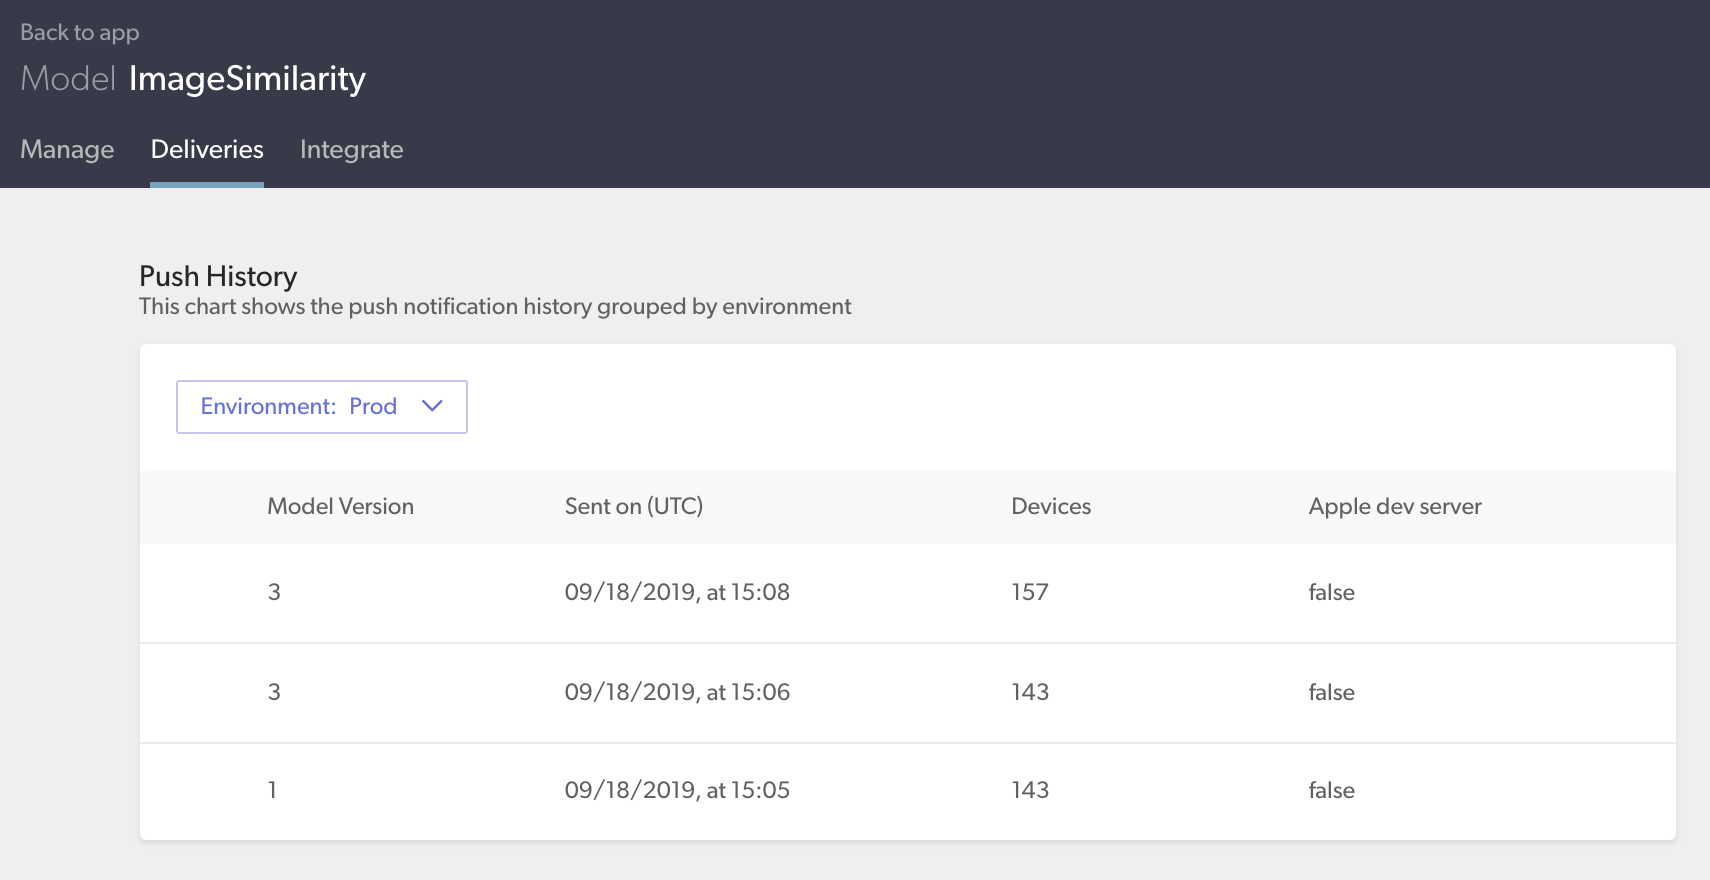 Back to app
Model ImageSimilarity
Manage Deliveries Integrate
Push History
This chart shows the push notification history grouped by environment
Environment: Prod
Model Version Sent on (UTC) Devices Apple dev server
3 09/18/2019, at 15:08 157 false
3 09/18/2019, at 15:06 143 false
1 09/18/2019, at 15:05 143 false